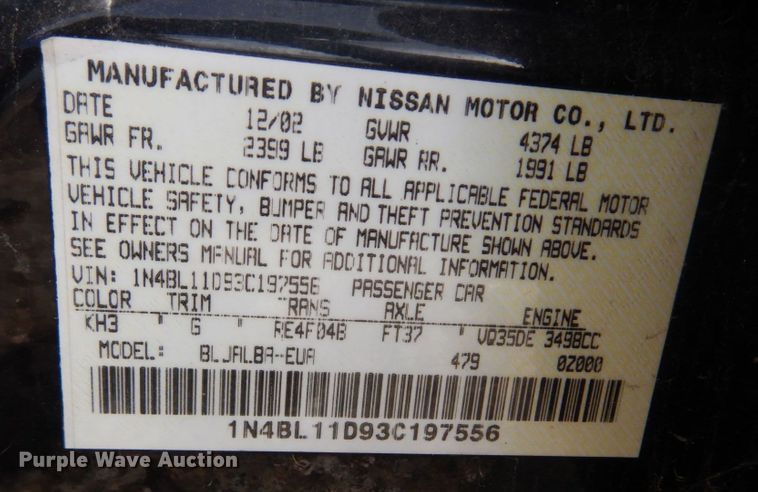 MANUFACTURED BY NISSAN MOTOR CO., LTD.
DATE 12/02 GVWR 4374 LB
GAWR FR. 2399 LB GAWR RR. 1991 LB
THIS VEHICLE CONFORMS TO ALL APPLICABLE FEDERAL MOTOR
VEHICLE SAFETY, BUMPER AND THEFT PREVENTION STANDARDS
IN EFFECT ON THE DATE OF MANUFACTURE SHOWN ABOVE.
SEE OWNERS MANUAL FOR ADDITIONAL INFORMATION.
VIN: 1N4BL11D93C197556 PASSENGER CAR
COLOR TRIM TRANS AXLE ENGINE
KH3 " G " RE4F04B FT37 " VQ35DE 3498CC
MODEL: BLJALBA-EUA 479 0Z000
1N4BL11D93C197556
Purple Wave Auction